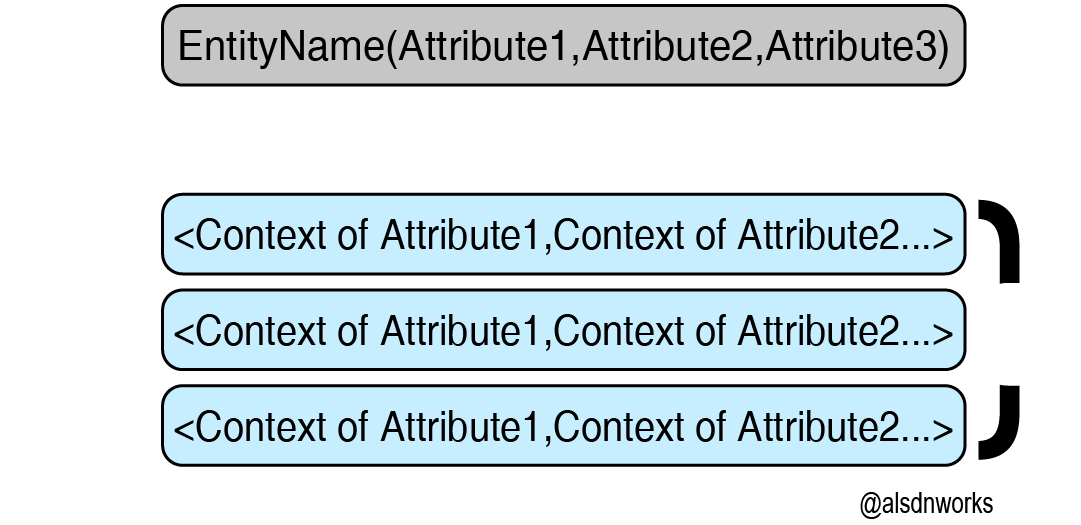 EntityName(Attribute1,Attribute2,Attribute3)
<Context of Attribute1,Context of Attribute2...>
<Context of Attribute1,Context of Attribute2...>
<Context of Attribute1,Context of Attribute2...>
@alsdnworks